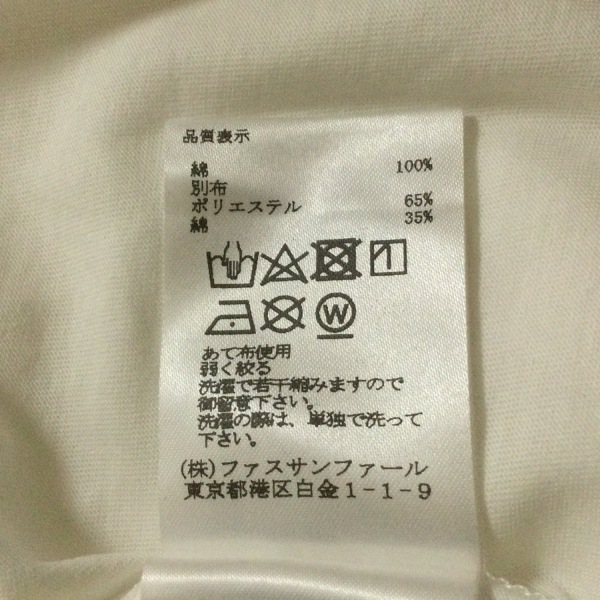 品質表示
綿 100%
別布
ポリエステル 65%
綿 35%
W
あて布使用
弱く絞る
洗濯で若干縮みますので
御留意下さい。
洗濯の際は、単独で洗って
下さい。
(株)ファスサンファール
東京都港区白金1-1-9